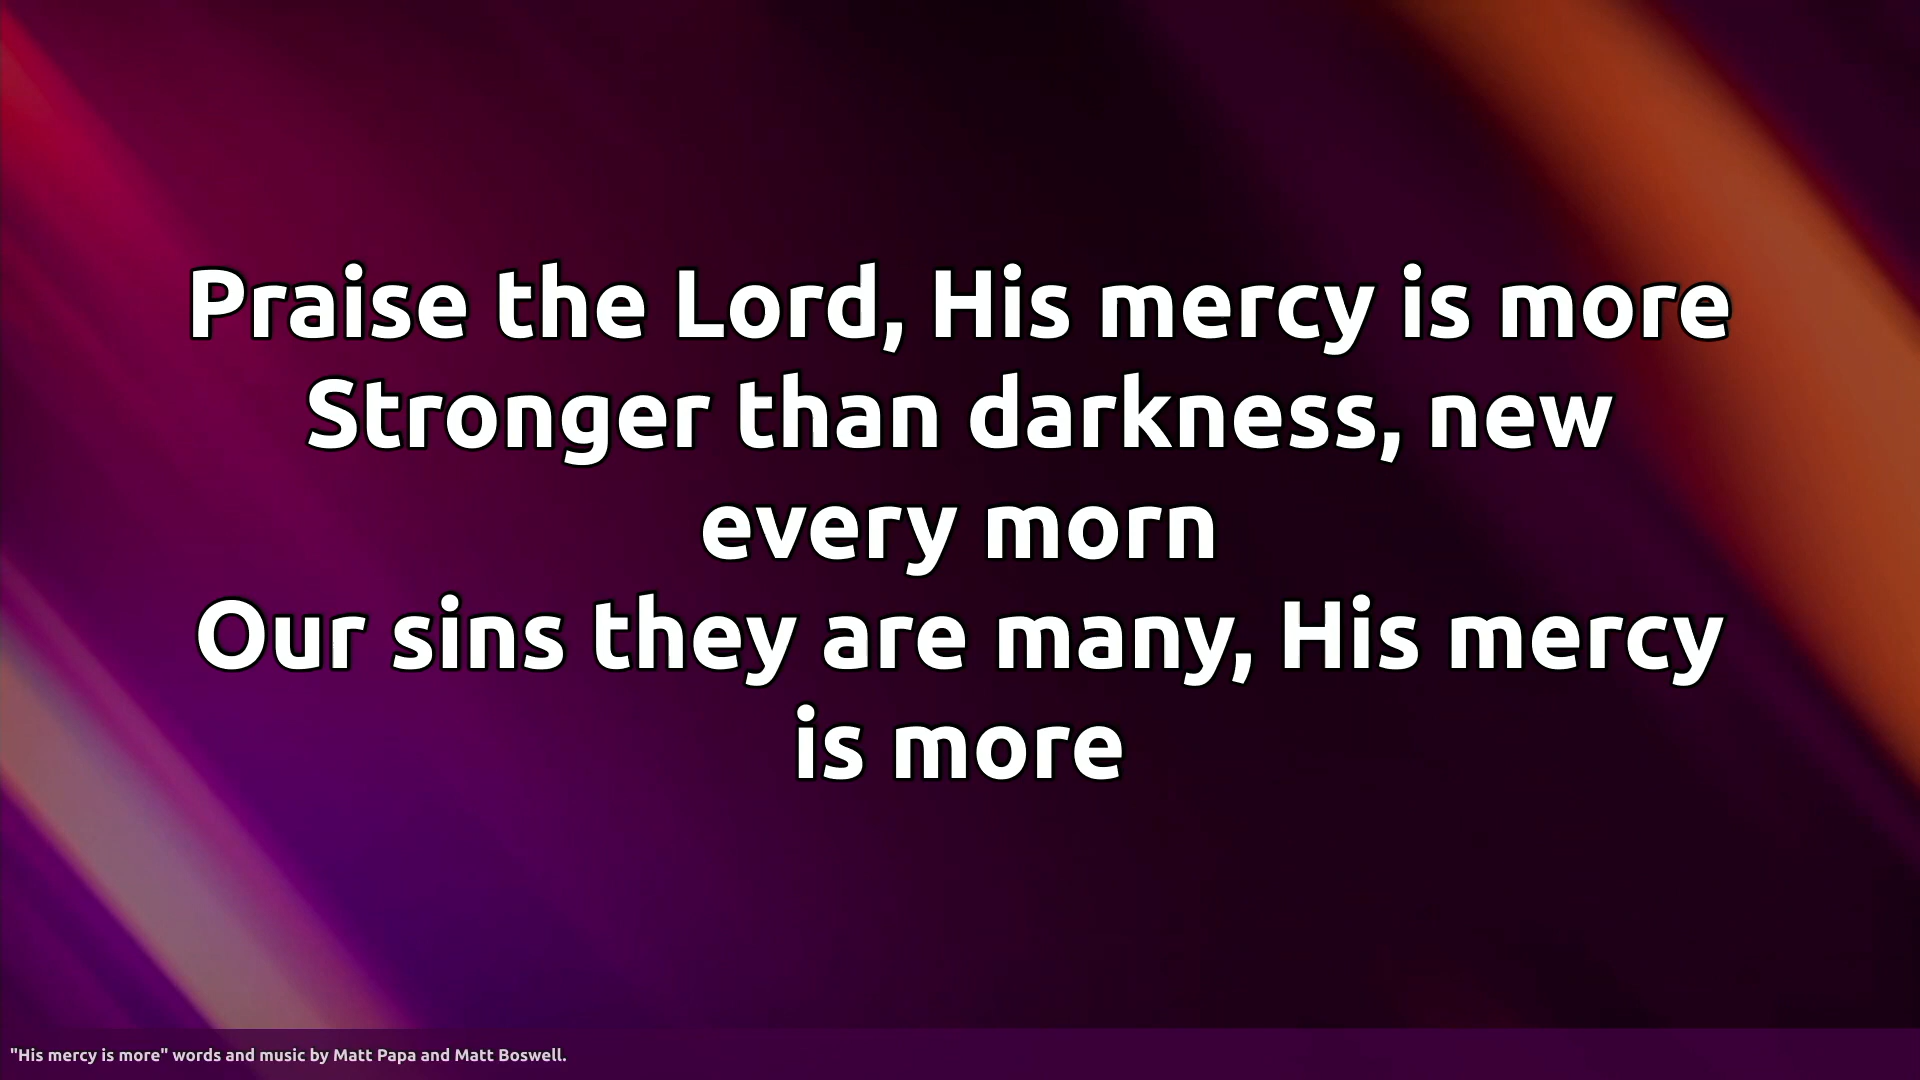 Praise the Lord, His mercy is more
Stronger than darkness, new
every morn
Our sins they are many, His mercy
is more
"His mercy is more" words and music by Matt Papa and Matt Boswell.